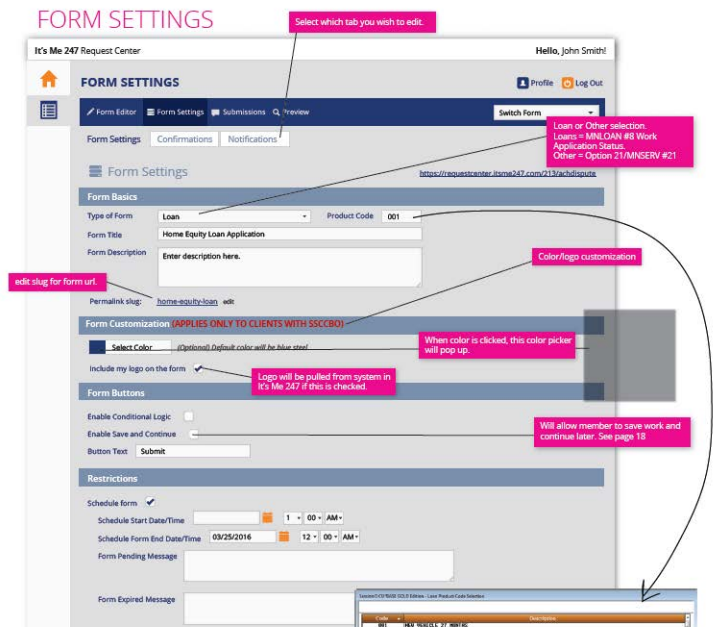 FORM SETTINGS
Select which tab you wish to edit.
It's Me 247 Request Center
Hello, John Smith!
FORM SETTINGS
Profile
Log Out
Form Editor
Form Settings
Submissions
Preview
Switch Form
Form Settings
Confirmations
Notifications
Loan or Other selection.
Loans = MNLOAN #8 Work
Application Status.
Other = Option 21/MNSERV #21
Form Settings
https://requestcenter.itsme247.com/213/achdispute
Form Basics
Type of Form
Loan
Product Code
001
Form Title
Home Equity Loan Application
Form Description
Enter description here.
Color/logo customization
edit slug for form url.
Permalink slug:
home-equity-loan
edit
Form Customization (APPLIES ONLY TO CLIENTS WITH SSCCBO)
Select Color
(Optional) Default color will be blue steel
When color is clicked, this color picker
will pop up.
Include my logo on the form
Logo will be pulled from system in
It's Me 247 if this is checked.
Form Buttons
Enable Conditional Logic
Enable Save and Continue
Will allow member to save work and
continue later. See page 18
Button Text
Submit
Restrictions
Schedule form
Schedule Start Date/Time
1
00
AM
Schedule Form End Date/Time
03/25/2016
12
00
AM
Form Pending Message
Form Expired Message
Loan Product Code Selection
Code
Description
001
NEW VEHICLE 27 MONTHS